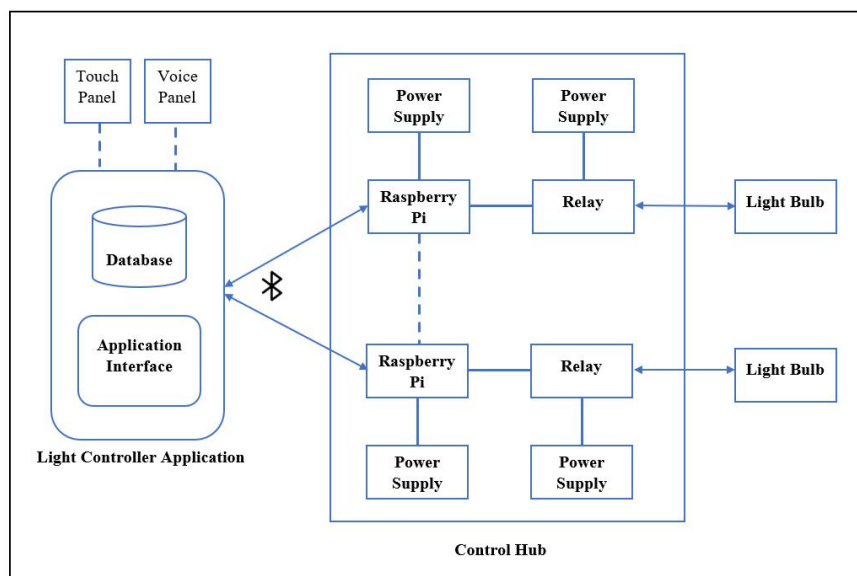 Touch
Panel
Voice
Panel
Database
Application
Interface
Light Controller Application
Power
Supply
Power
Supply
Raspberry
Pi
Relay
Light Bulb
Raspberry
Pi
Relay
Light Bulb
Power
Supply
Power
Supply
Control Hub